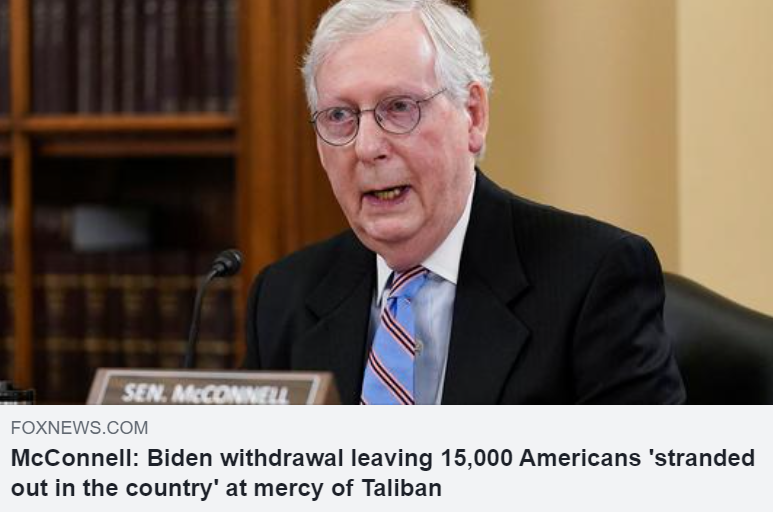 SEN. McCONNELL
FOXNEWS.COM
McConnell: Biden withdrawal leaving 15,000 Americans 'stranded
out in the country' at mercy of Taliban